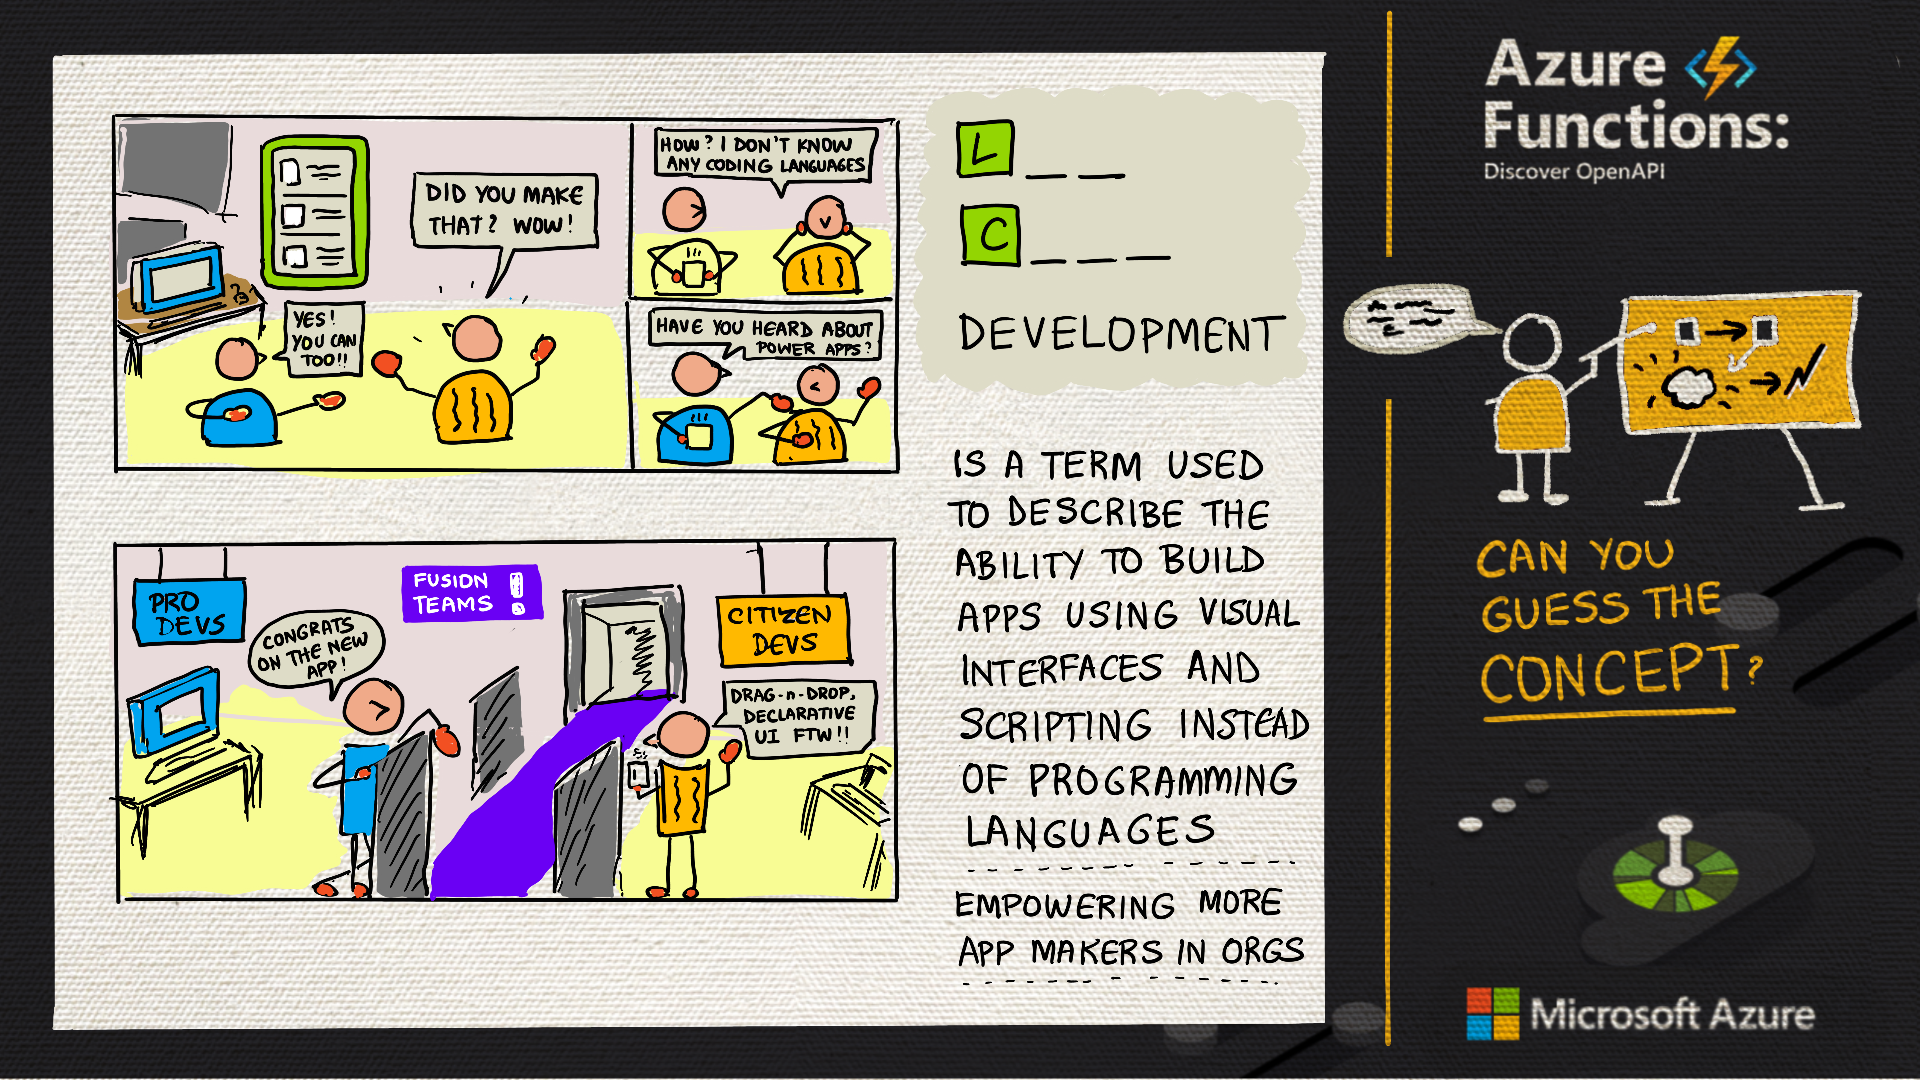 DID YOU MAKE
THAT? WOW!
YES!
YOU CAN
TOO!!
HOW? I DON'T KNOW
ANY CODING LANGUAGES
HAVE YOU HEARD ABOUT
POWER APPS?
PRO
DEVS
FUSION
TEAMS !
CITIZEN
DEVS
CONGRATS
ON THE NEW
APP!
DRAG-n-DROP,
DECLARATIVE
UI FTW!!
L _ _
C _ _ _
DEVELOPMENT
IS A TERM USED
TO DESCRIBE THE
ABILITY TO BUILD
APPS USING VISUAL
INTERFACES AND
SCRIPTING INSTEAD
OF PROGRAMMING
LANGUAGES
EMPOWERING MORE
APP MAKERS IN ORGS
Azure
Functions:
Discover OpenAPI
CAN YOU
GUESS THE
CONCEPT?
Microsoft Azure